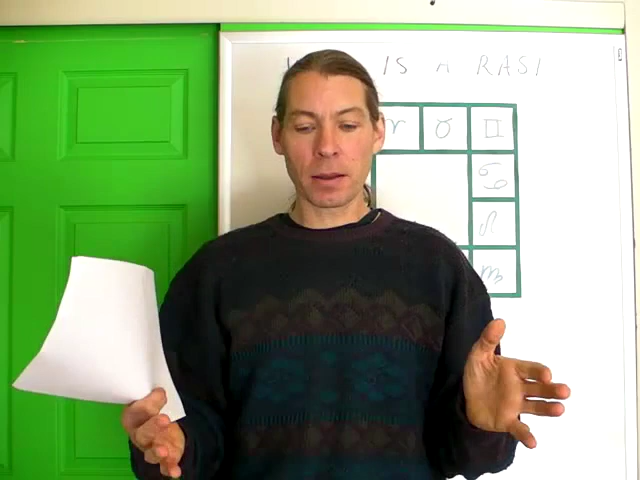 IS A RASI
♈ ♉ ♊
♋
♌
♍